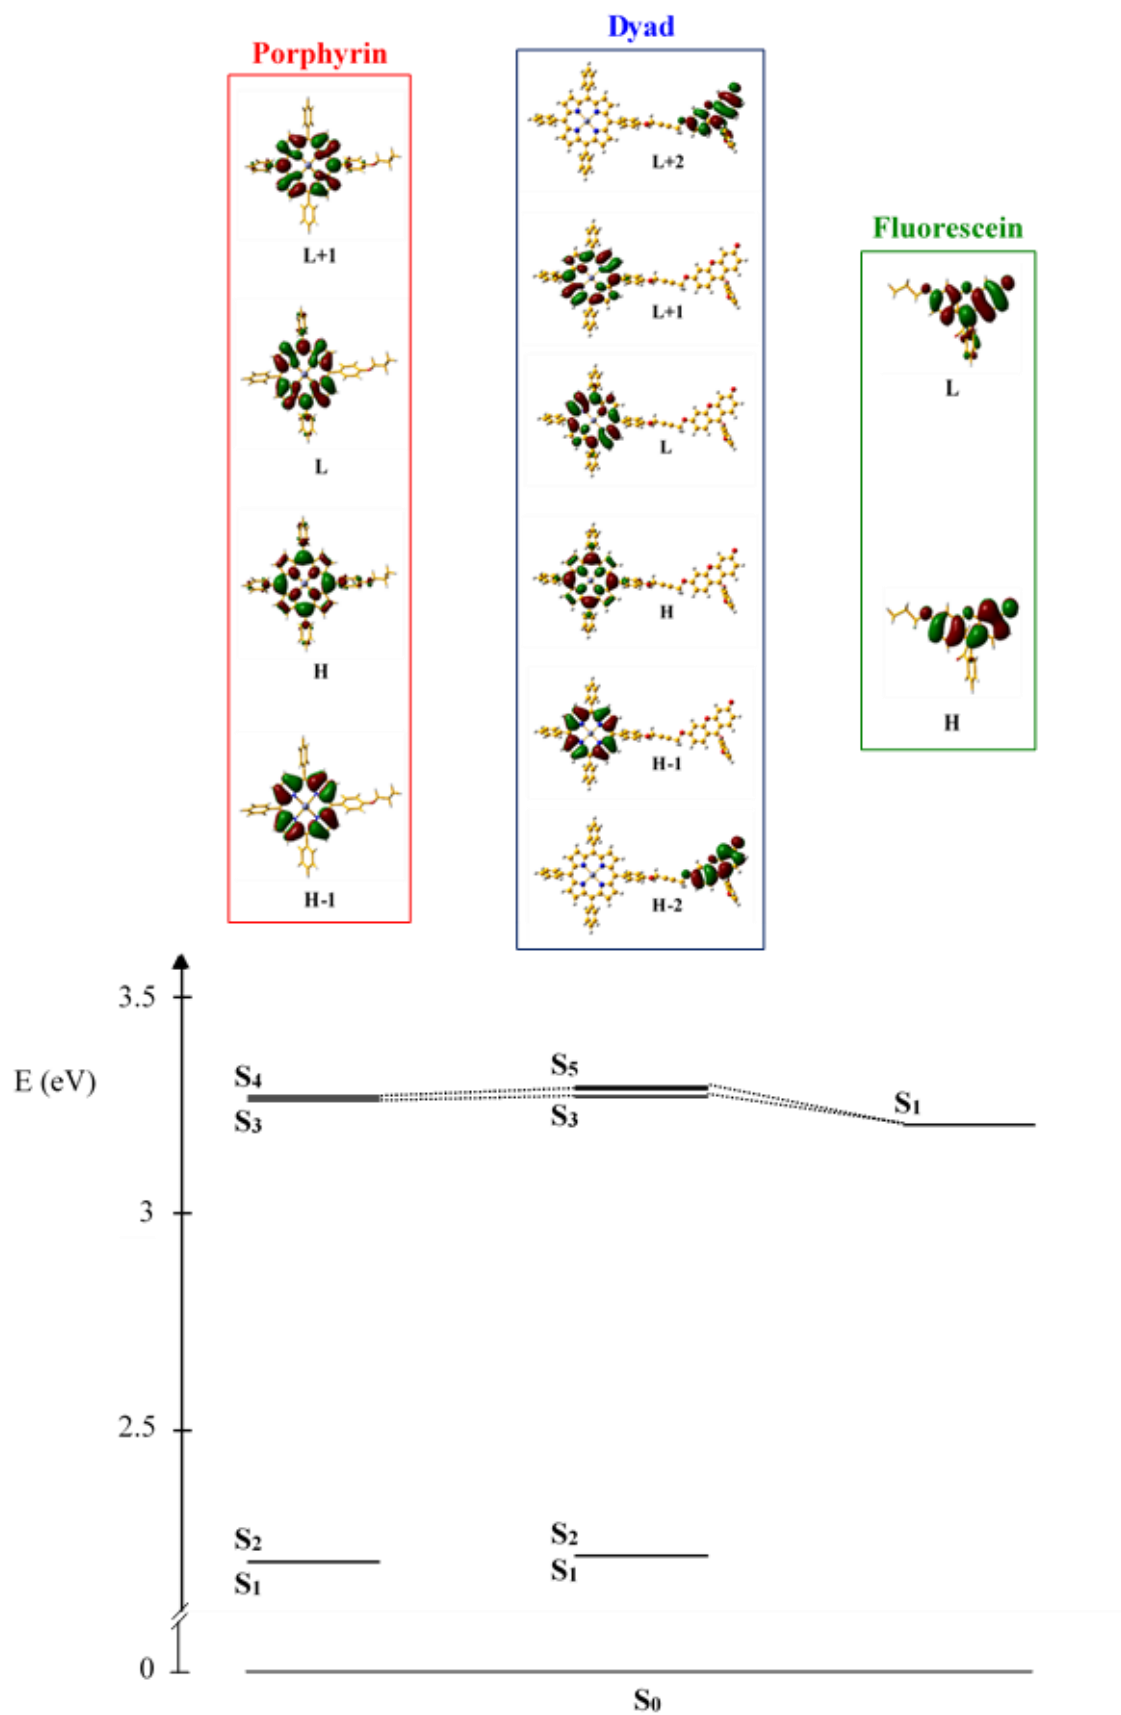 Porphyrin
L+1
L
H
H-1
Dyad
L+2
L+1
L
H
H-1
H-2
Fluorescein
L
H
E (eV)
3.5
3
2.5
0
S₄
S₃
S₂
S₁
S₅
S₃
S₂
S₁
S₁
S₀